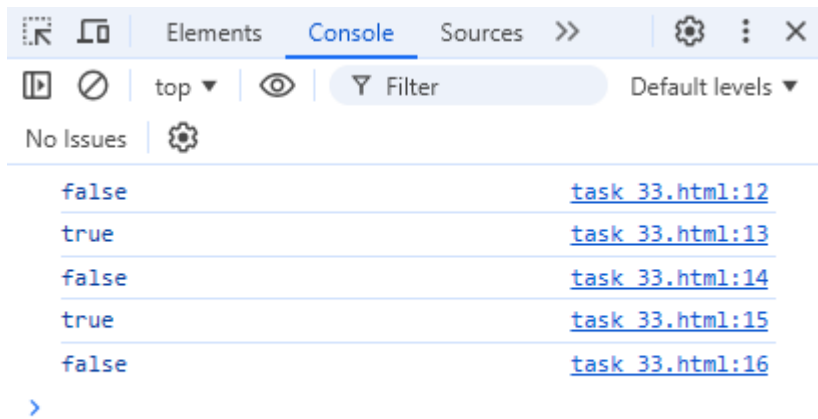 Elements Console Sources
top Filter Default levels
No Issues
false task 33.html:12
true task 33.html:13
false task 33.html:14
true task 33.html:15
false task 33.html:16